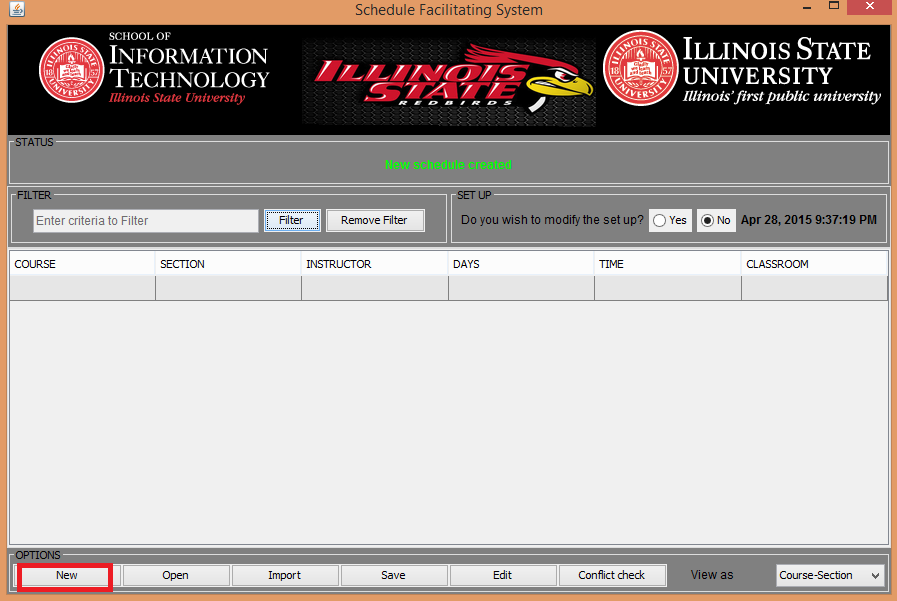 Schedule Facilitating System
SCHOOL OF
INFORMATION
TECHNOLOGY
Illinois State University
ILLINOIS
STATE
REDBIRDS
ILLINOIS STATE
UNIVERSITY
Illinois' first public university
STATUS
New schedule created
FILTER
Enter criteria to Filter
Filter
Remove Filter
SET UP
Do you wish to modify the set up? Yes No Apr 28, 2015 9:37:19 PM
COURSE SECTION INSTRUCTOR DAYS TIME CLASSROOM
OPTIONS
New Open Import Save Edit Conflict check View as Course-Section